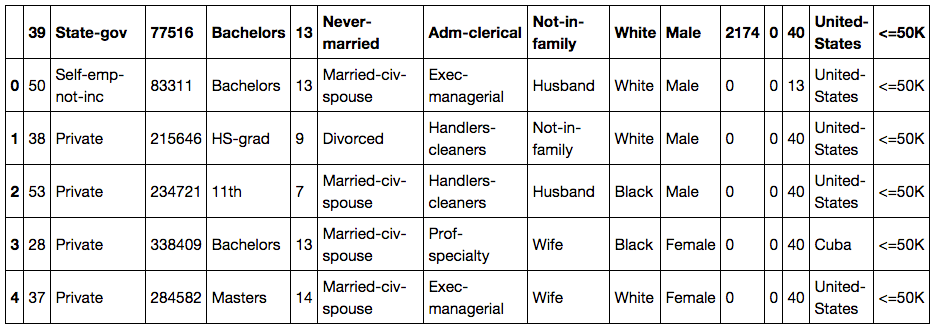 39 State-gov 77516 Bachelors 13 Never-married Adm-clerical Not-in-family White Male 2174 0 40 United-States <=50K
0 50 Self-emp-not-inc 83311 Bachelors 13 Married-civ-spouse Exec-managerial Husband White Male 0 0 13 United-States <=50K
1 38 Private 215646 HS-grad 9 Divorced Handlers-cleaners Not-in-family White Male 0 0 40 United-States <=50K
2 53 Private 234721 11th 7 Married-civ-spouse Handlers-cleaners Husband Black Male 0 0 40 United-States <=50K
3 28 Private 338409 Bachelors 13 Married-civ-spouse Prof-specialty Wife Black Female 0 0 40 Cuba <=50K
4 37 Private 284582 Masters 14 Married-civ-spouse Exec-managerial Wife White Female 0 0 40 United-States <=50K